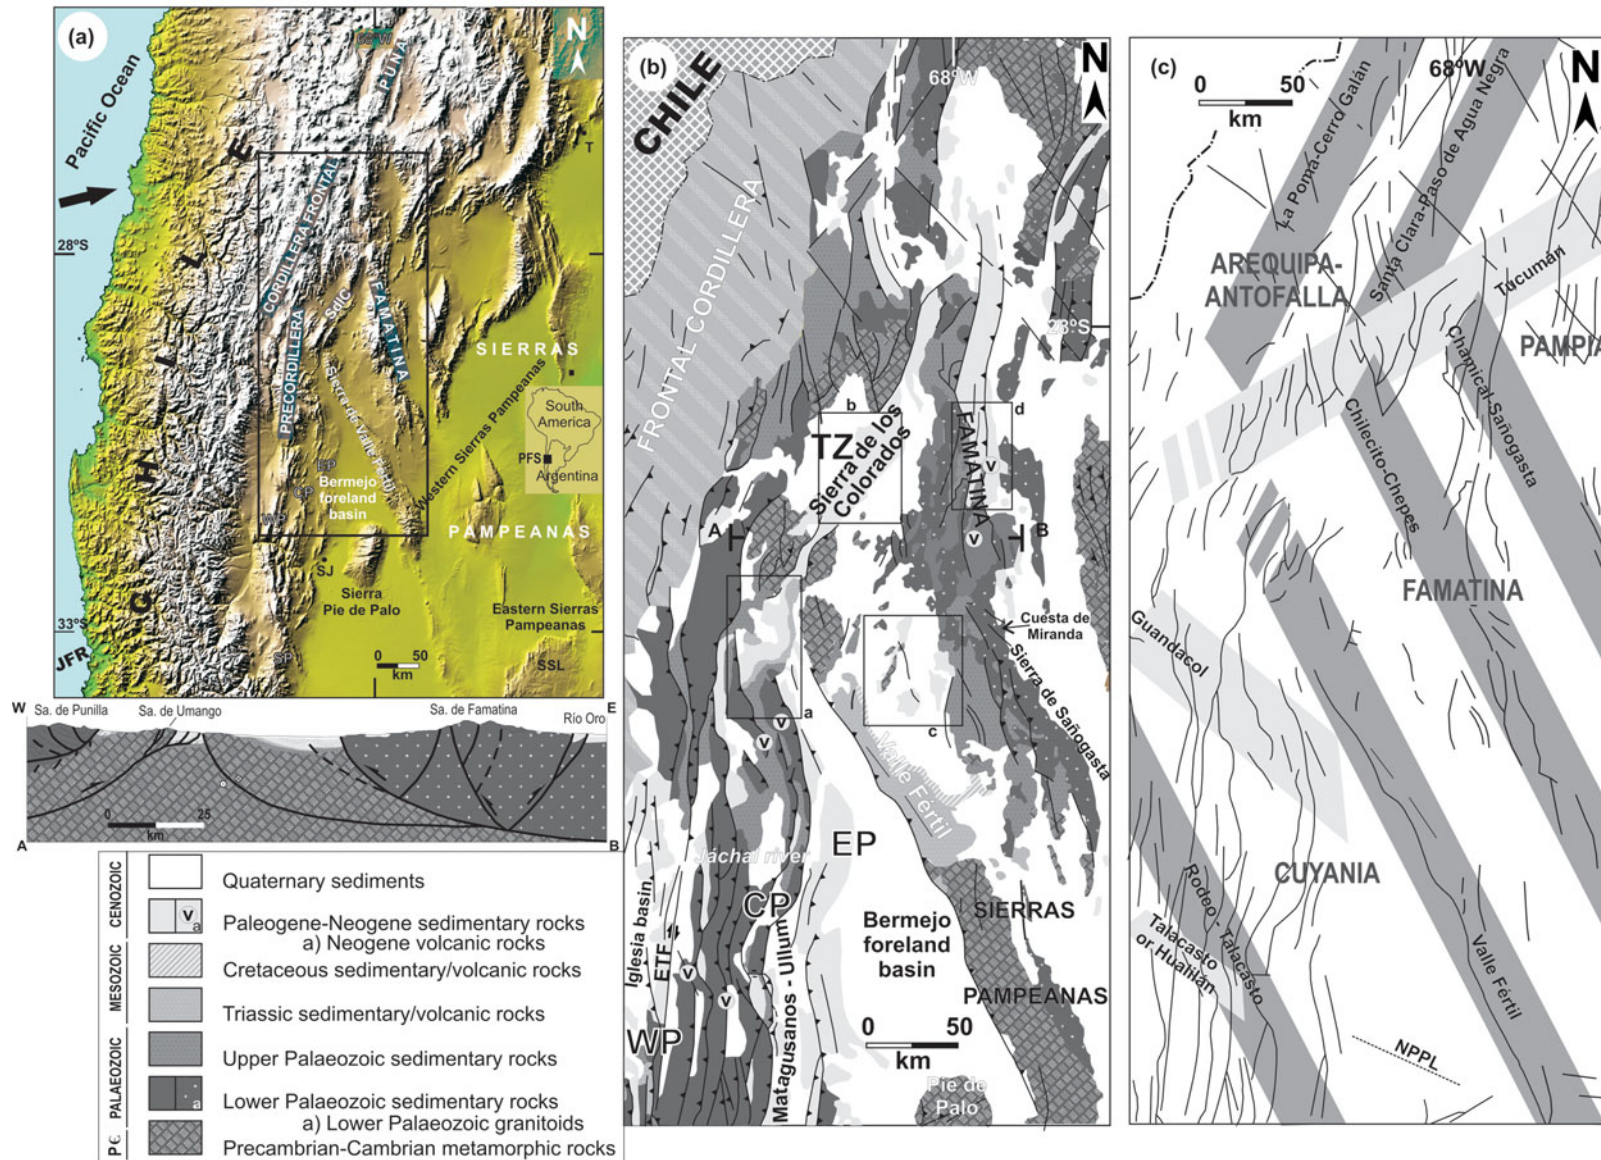 (a)
N
68ºW
PUNA
Pacific Ocean
CHILE
T
CORDILLERA FRONTAL
28ºS
SdlC
FAMATINA
PRECORDILLERA
SIERRAS
Sierra de Valle Fértil
Western Sierras Pampeanas
South
America
PFS
Argentina
EP
CP
Bermejo
foreland
basin
WP
PAMPEANAS
SJ
Sierra
Pie de Palo
Eastern Sierras
Pampeanas
33ºS
JFR
SP
0 50
km
SSL
W
Sa. de Punilla
Sa. de Umango
Sa. de Famatina
Río Oro
E
0 25
km
A
B
CENOZOIC
Quaternary sediments
v
a
Paleogene-Neogene sedimentary rocks
a) Neogene volcanic rocks
MESOZOIC
Cretaceous sedimentary/volcanic rocks
Triassic sedimentary/volcanic rocks
PALAEOZOIC
Upper Palaeozoic sedimentary rocks
a
Lower Palaeozoic sedimentary rocks
a) Lower Palaeozoic granitoids
P€
Precambrian-Cambrian metamorphic rocks
(b)
CHILE
68ºW
N
FRONTAL CORDILLERA
23ºS
b
d
TZ
Sierra de los
Colorados
FAMATINA
v
A
B
v
Cuesta de
Miranda
Sierra de Sañogasta
a
c
v
v
Valle Fértil
Jáchal river
EP
Iglesia basin
ETF
CP
Matagusanos - Ullum
Bermejo
foreland
basin
SIERRAS
PAMPEANAS
v
v
WP
0 50
km
Pie de
Palo
(c)
0 50
km
68ºW
N
La Poma-Cerro Galán
Santa Clara-Paso de Agua Negra
AREQUIPA-
ANTOFALLA
Tucumán
PAMPIA
Chamical-Sañogasta
Chilecito-Chepes
FAMATINA
Guandacol
CUYANIA
Rodeo - Talacasto
Talacasto
or Hualilán
Valle Fértil
NPPL